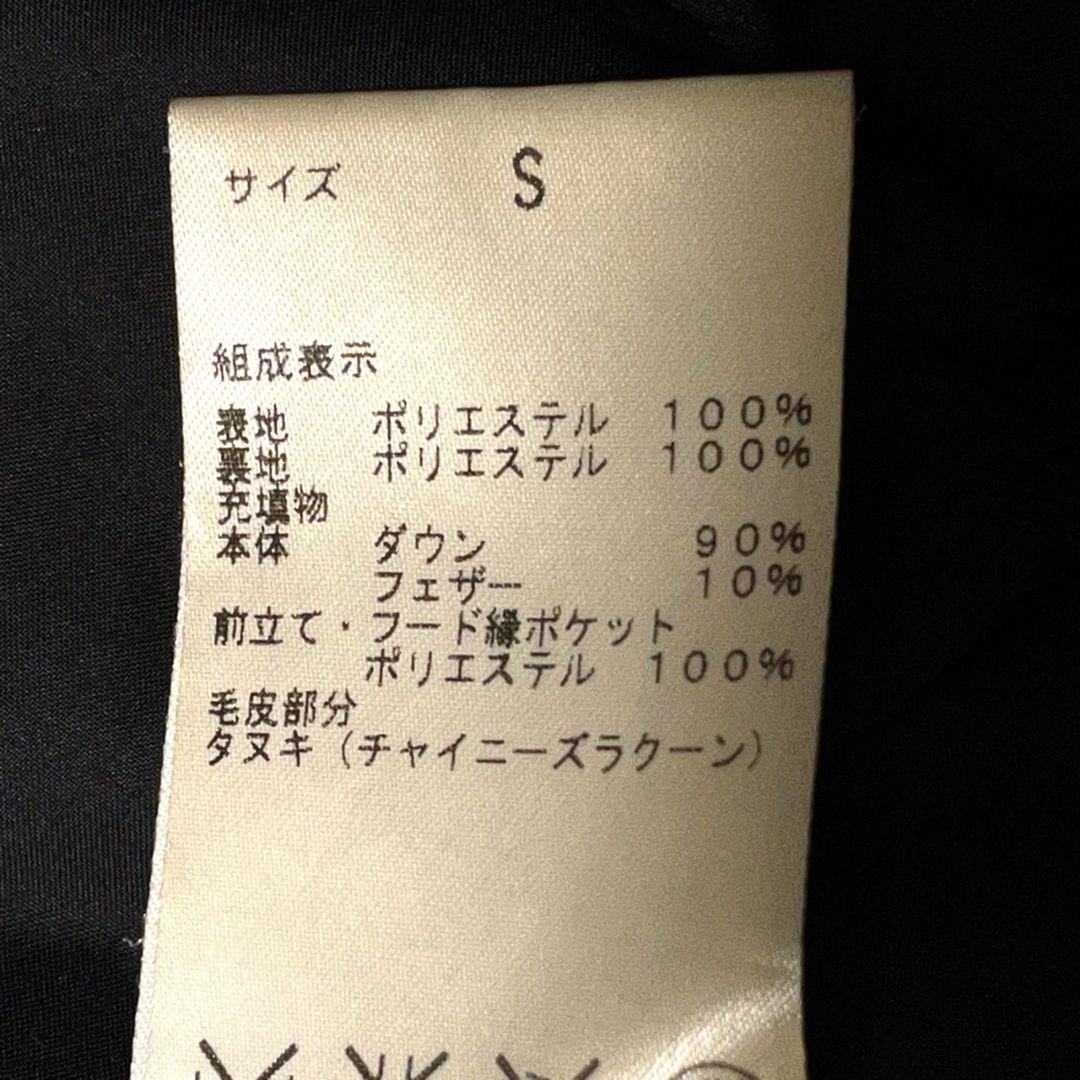 サイズ S
組成表示
表地 ポリエステル 100%
裏地 ポリエステル 100%
充填物
本体 ダウン 90%
フェザー 10%
前立て・フード縁ポケット
ポリエステル 100%
毛皮部分
タヌキ(チャイニーズラクーン)